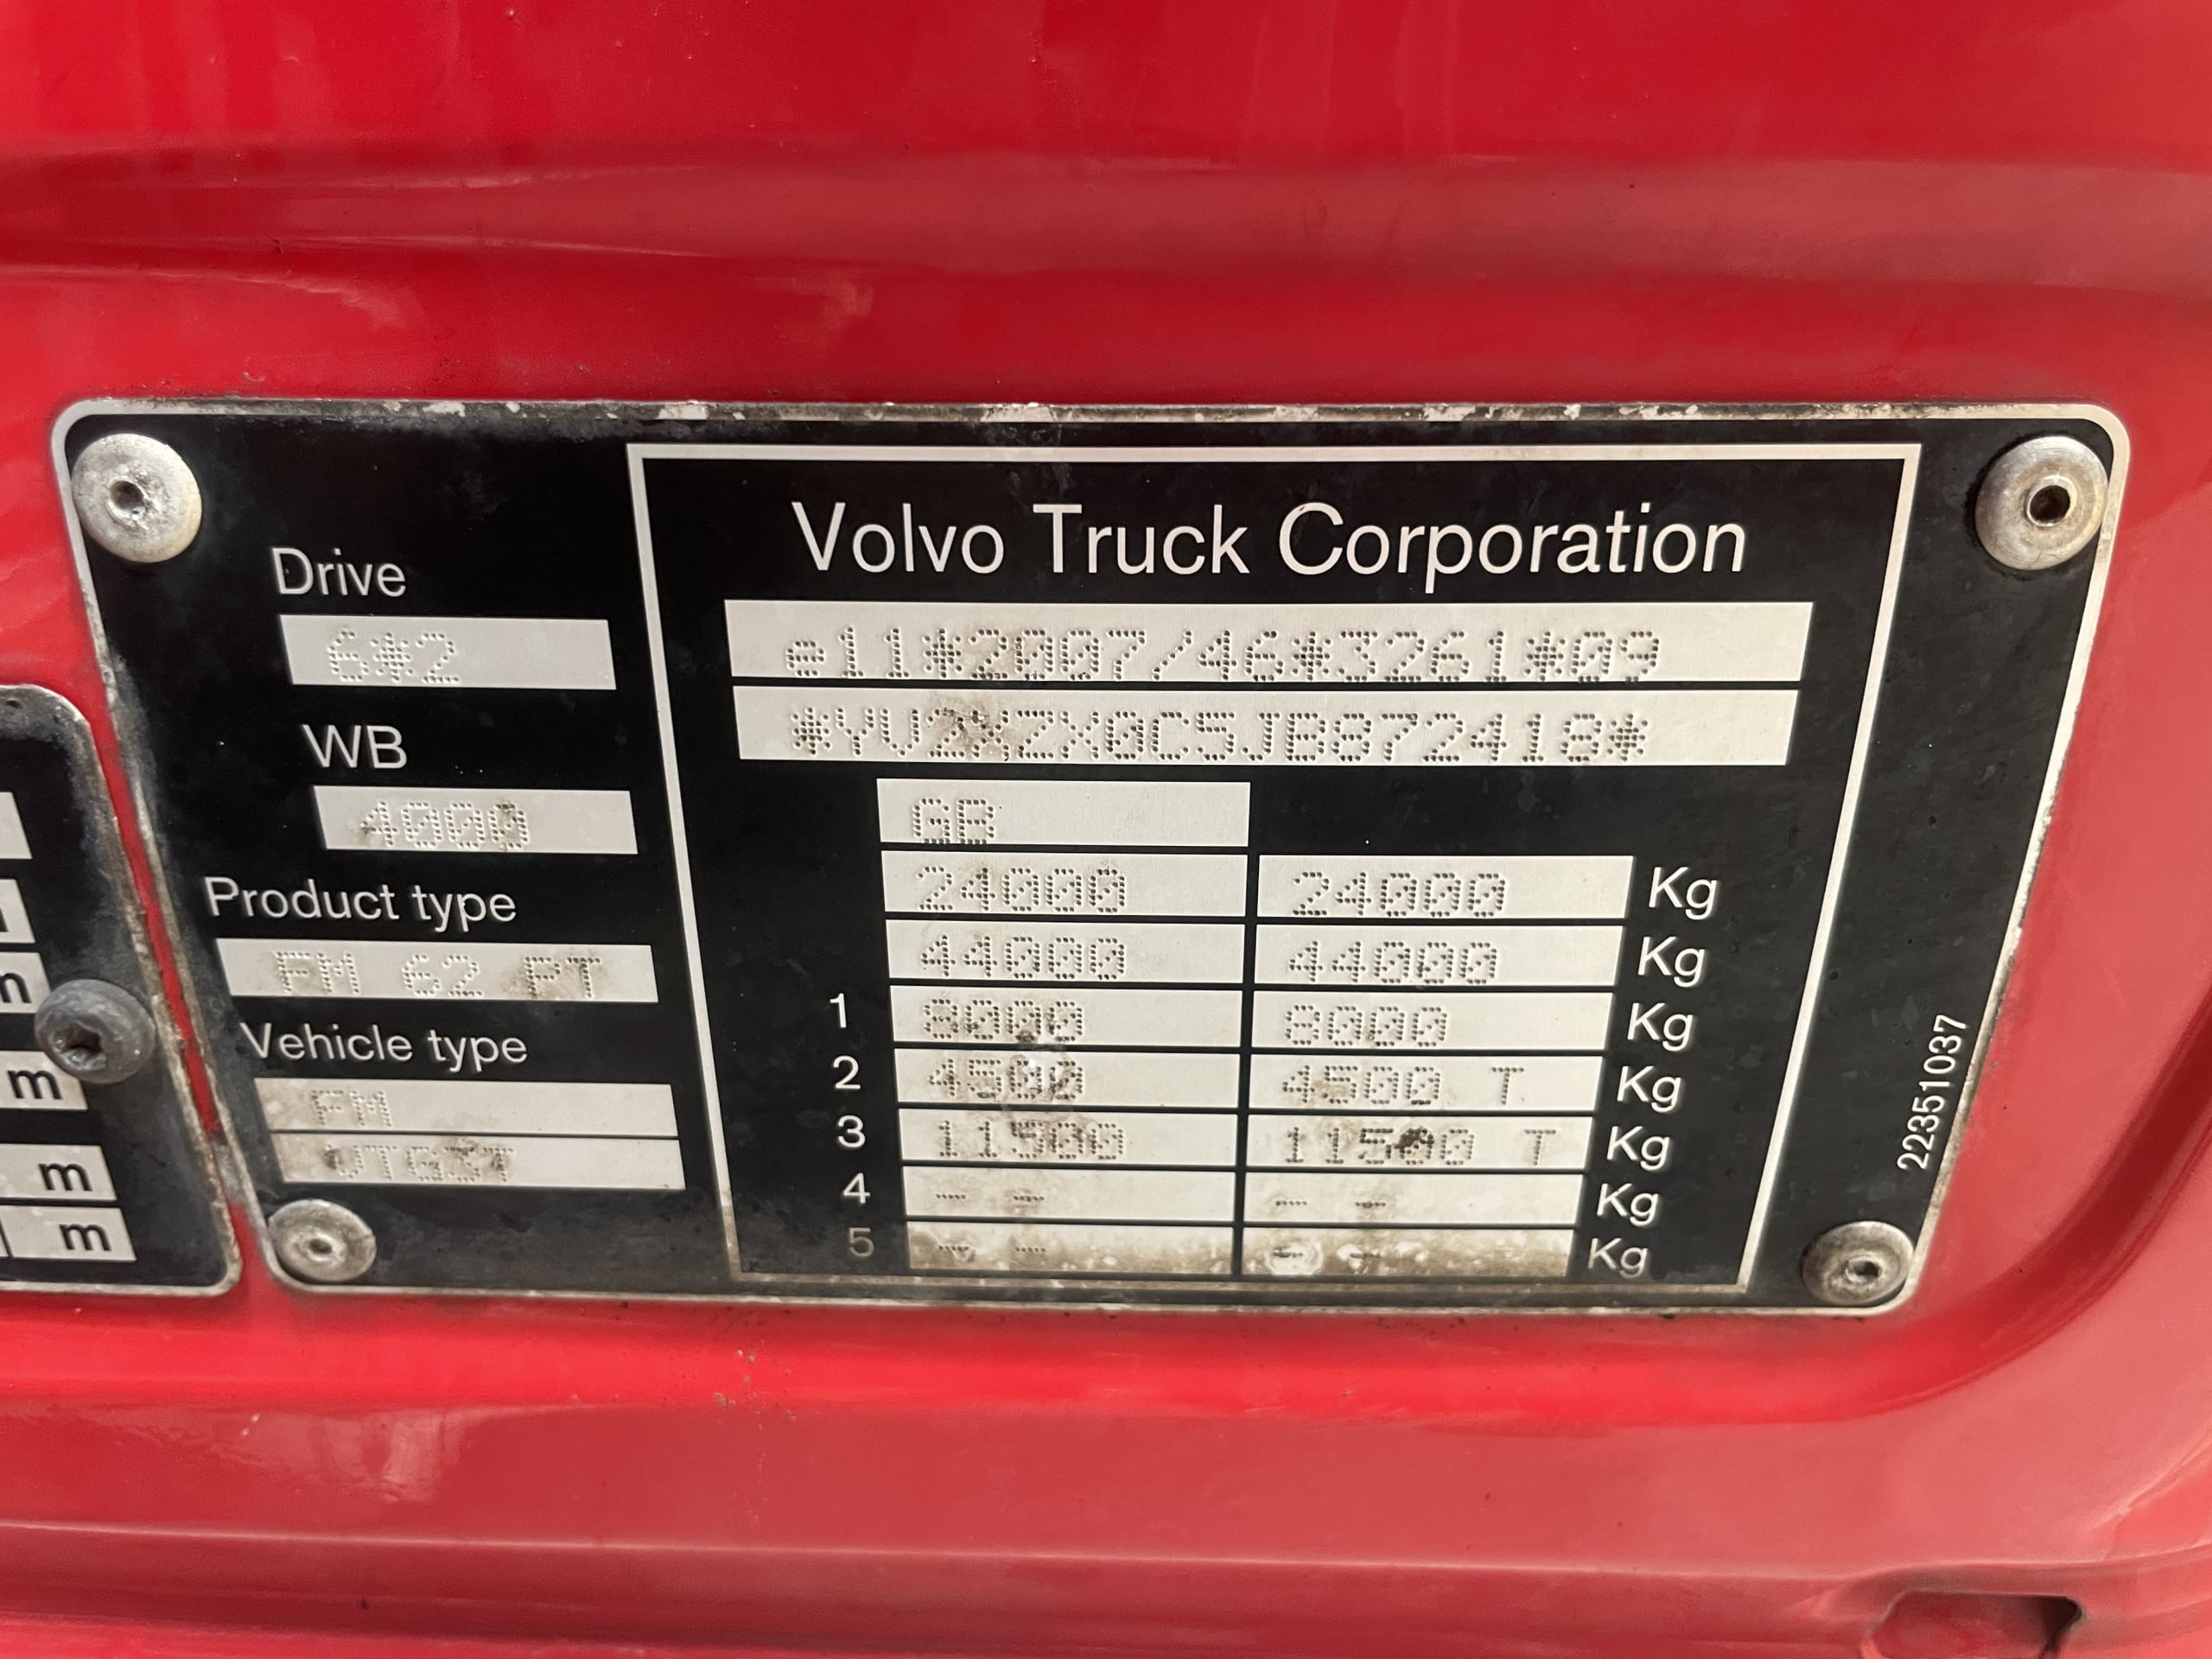 Drive
6*2
WB
4000
Product type
FM 62 PT
Vehicle type
FM
VTG3T
Volvo Truck Corporation
e11*2007/46*3261*09
*YV2XZX0C5JB872418*
GB
24000 24000 Kg
44000 44000 Kg
1 8000 8000 Kg
2 4500 4500 T Kg
3 11500 11500 T Kg
4 -- -- Kg
5 -- -- Kg
22351037
m
m
m